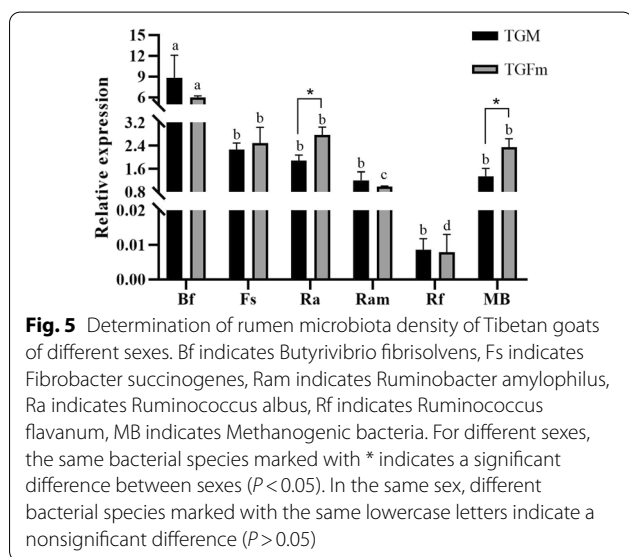 15
12
9
6
3.2
2.4
1.6
0.8
0.02
0.01
0.00
Relative expression
TGM
TGFm
a a b b * b b b c b d * b b
Bf Fs Ra Ram Rf MB
Fig. 5 Determination of rumen microbiota density of Tibetan goats
of different sexes. Bf indicates Butyrivibrio fibrisolvens, Fs indicates
Fibrobacter succinogenes, Ram indicates Ruminobacter amylophilus,
Ra indicates Ruminococcus albus, Rf indicates Ruminococcus
flavanum, MB indicates Methanogenic bacteria. For different sexes,
the same bacterial species marked with * indicates a significant
difference between sexes (P < 0.05). In the same sex, different
bacterial species marked with the same lowercase letters indicate a
nonsignificant difference (P > 0.05)